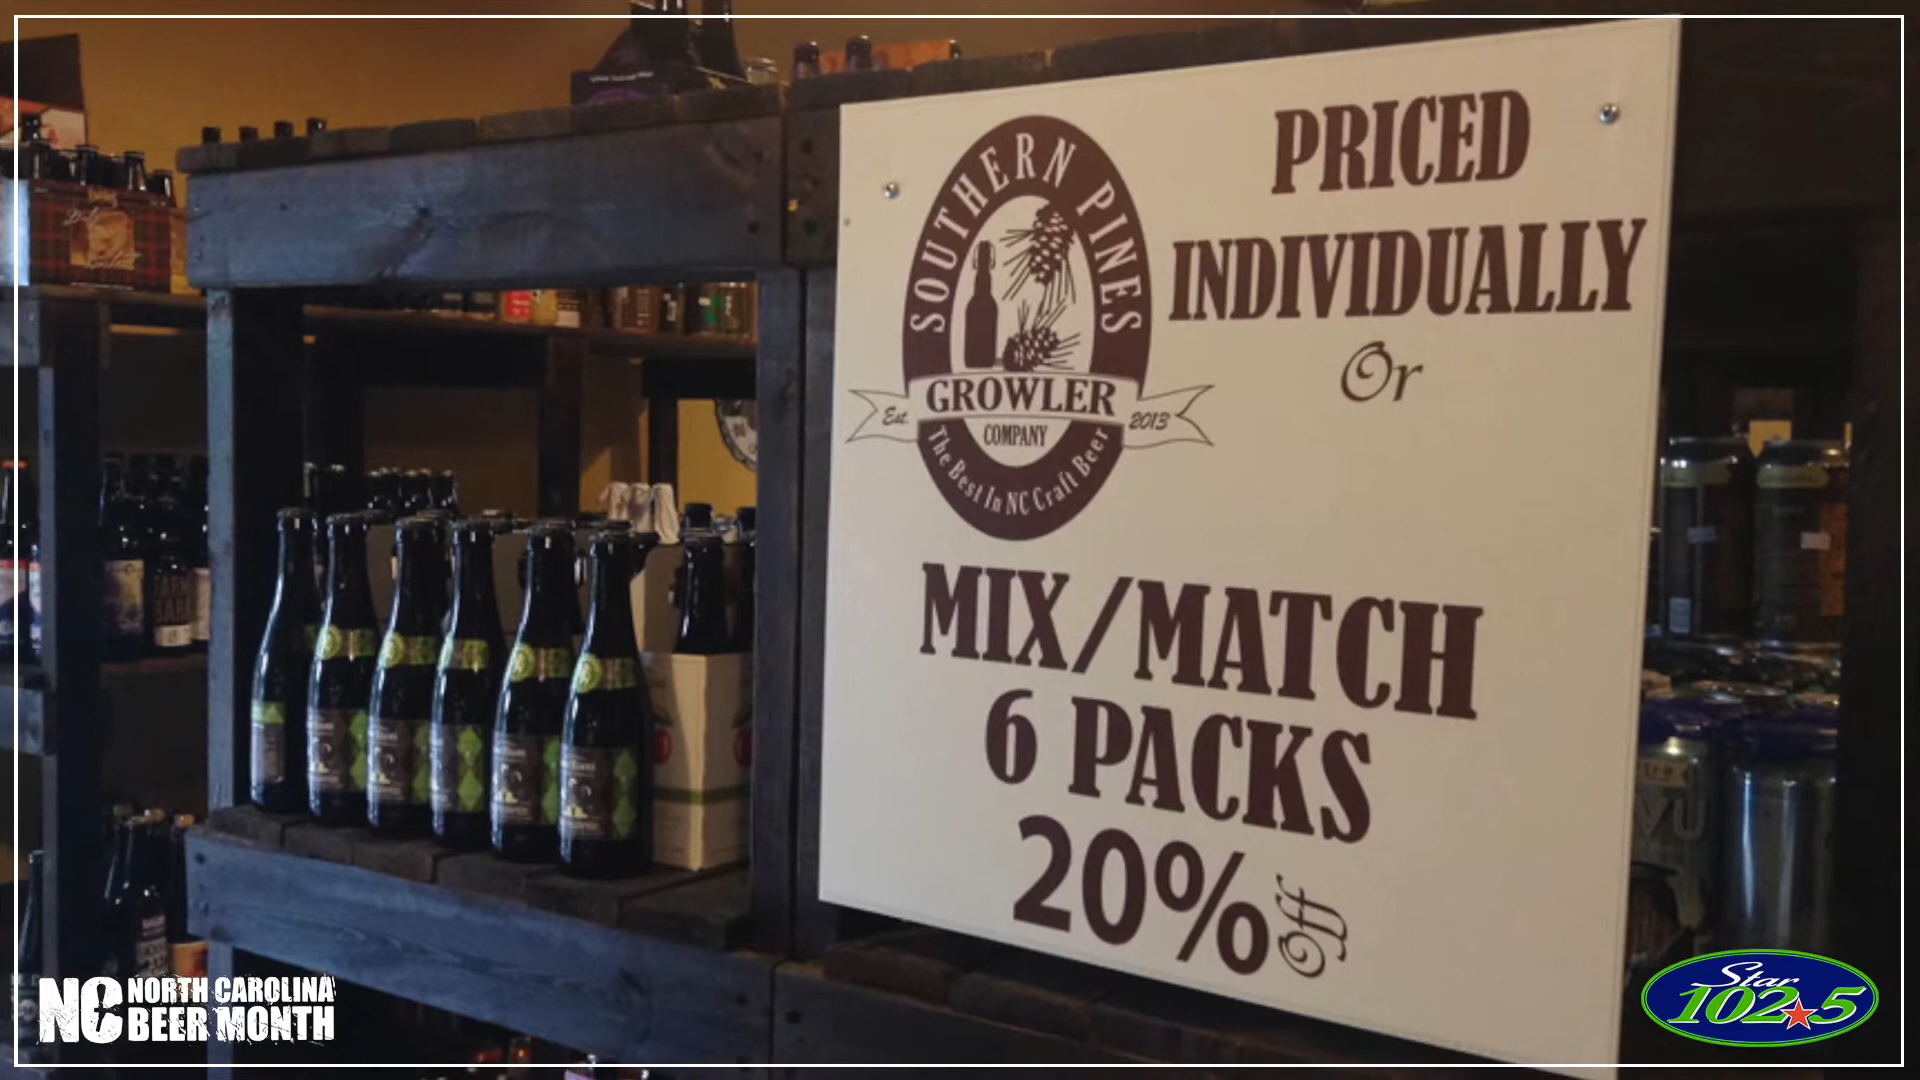 SOUTHERN PINES
GROWLER
Est. 2013
COMPANY
The Best In NC Craft Beer
PRICED
INDIVIDUALLY
Or
MIX/MATCH
6 PACKS
20% Off
NC NORTH CAROLINA
BEER MONTH
Star
102.5